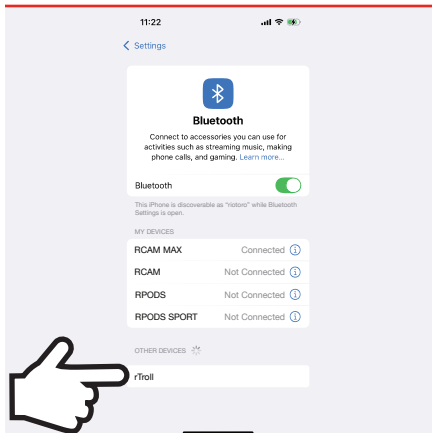 11:22
Settings
Bluetooth
Connect to accessories you can use for
activities such as streaming music, making
phone calls, and gaming. Learn more...
Bluetooth
This iPhone is discoverable as "riotoro" while Bluetooth
Settings is open.
MY DEVICES
RCAM MAX Connected
RCAM Not Connected
RPODS Not Connected
RPODS SPORT Not Connected
OTHER DEVICES
rTroll